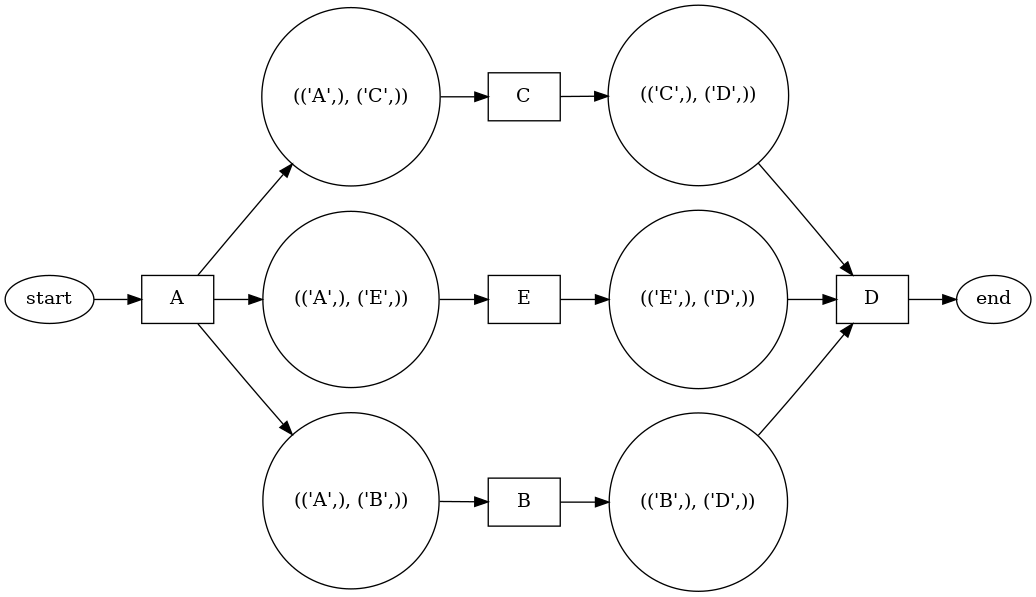 (('A',), ('C',))
C
(('C',), ('D',))
start
A
(('A',), ('E',))
E
(('E',), ('D',))
D
end
(('A',), ('B',))
B
(('B',), ('D',))